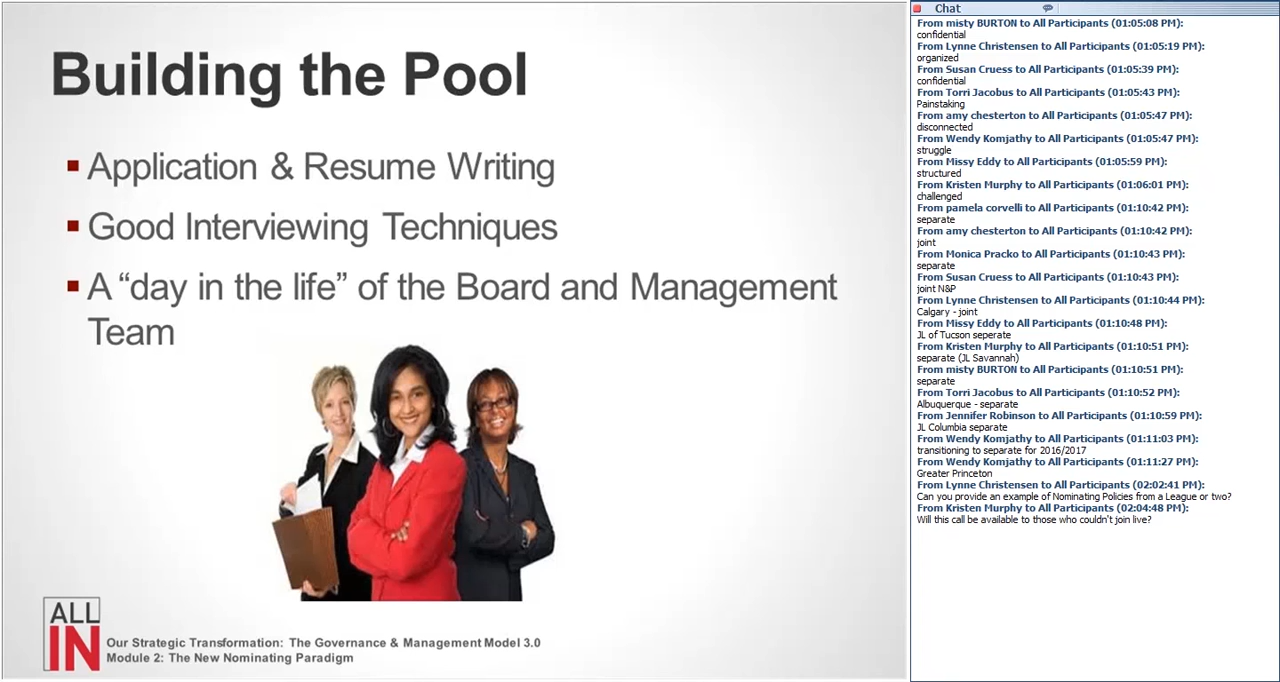 Building the Pool
▪ Application & Resume Writing
▪ Good Interviewing Techniques
▪ A “day in the life” of the Board and Management
Team
ALL
IN
Our Strategic Transformation: The Governance & Management Model 3.0
Module 2: The New Nominating Paradigm
Chat
From misty BURTON to All Participants (01:05:08 PM):
confidential
From Lynne Christensen to All Participants (01:05:19 PM):
organized
From Susan Cruess to All Participants (01:05:39 PM):
confidential
From Torri Jacobus to All Participants (01:05:43 PM):
Painstaking
From amy chesterton to All Participants (01:05:47 PM):
disconnected
From Wendy Komjathy to All Participants (01:05:47 PM):
struggle
From Missy Eddy to All Participants (01:05:59 PM):
structured
From Kristen Murphy to All Participants (01:06:01 PM):
challenged
From pamela corvelli to All Participants (01:10:42 PM):
separate
From amy chesterton to All Participants (01:10:42 PM):
joint
From Monica Pracko to All Participants (01:10:43 PM):
separate
From Susan Cruess to All Participants (01:10:43 PM):
joint N&P
From Lynne Christensen to All Participants (01:10:44 PM):
Calgary - joint
From Missy Eddy to All Participants (01:10:48 PM):
JL of Tucson seperate
From Kristen Murphy to All Participants (01:10:51 PM):
separate (JL Savannah)
From misty BURTON to All Participants (01:10:51 PM):
separate
From Torri Jacobus to All Participants (01:10:52 PM):
Albuquerque - separate
From Jennifer Robinson to All Participants (01:10:59 PM):
JL Columbia separate
From Wendy Komjathy to All Participants (01:11:03 PM):
transitioning to separate for 2016/2017
From Wendy Komjathy to All Participants (01:11:27 PM):
Greater Princeton
From Lynne Christensen to All Participants (02:02:41 PM):
Can you provide an example of Nominating Policies from a League or two?
From Kristen Murphy to All Participants (02:04:48 PM):
Will this call be available to those who couldn't join live?